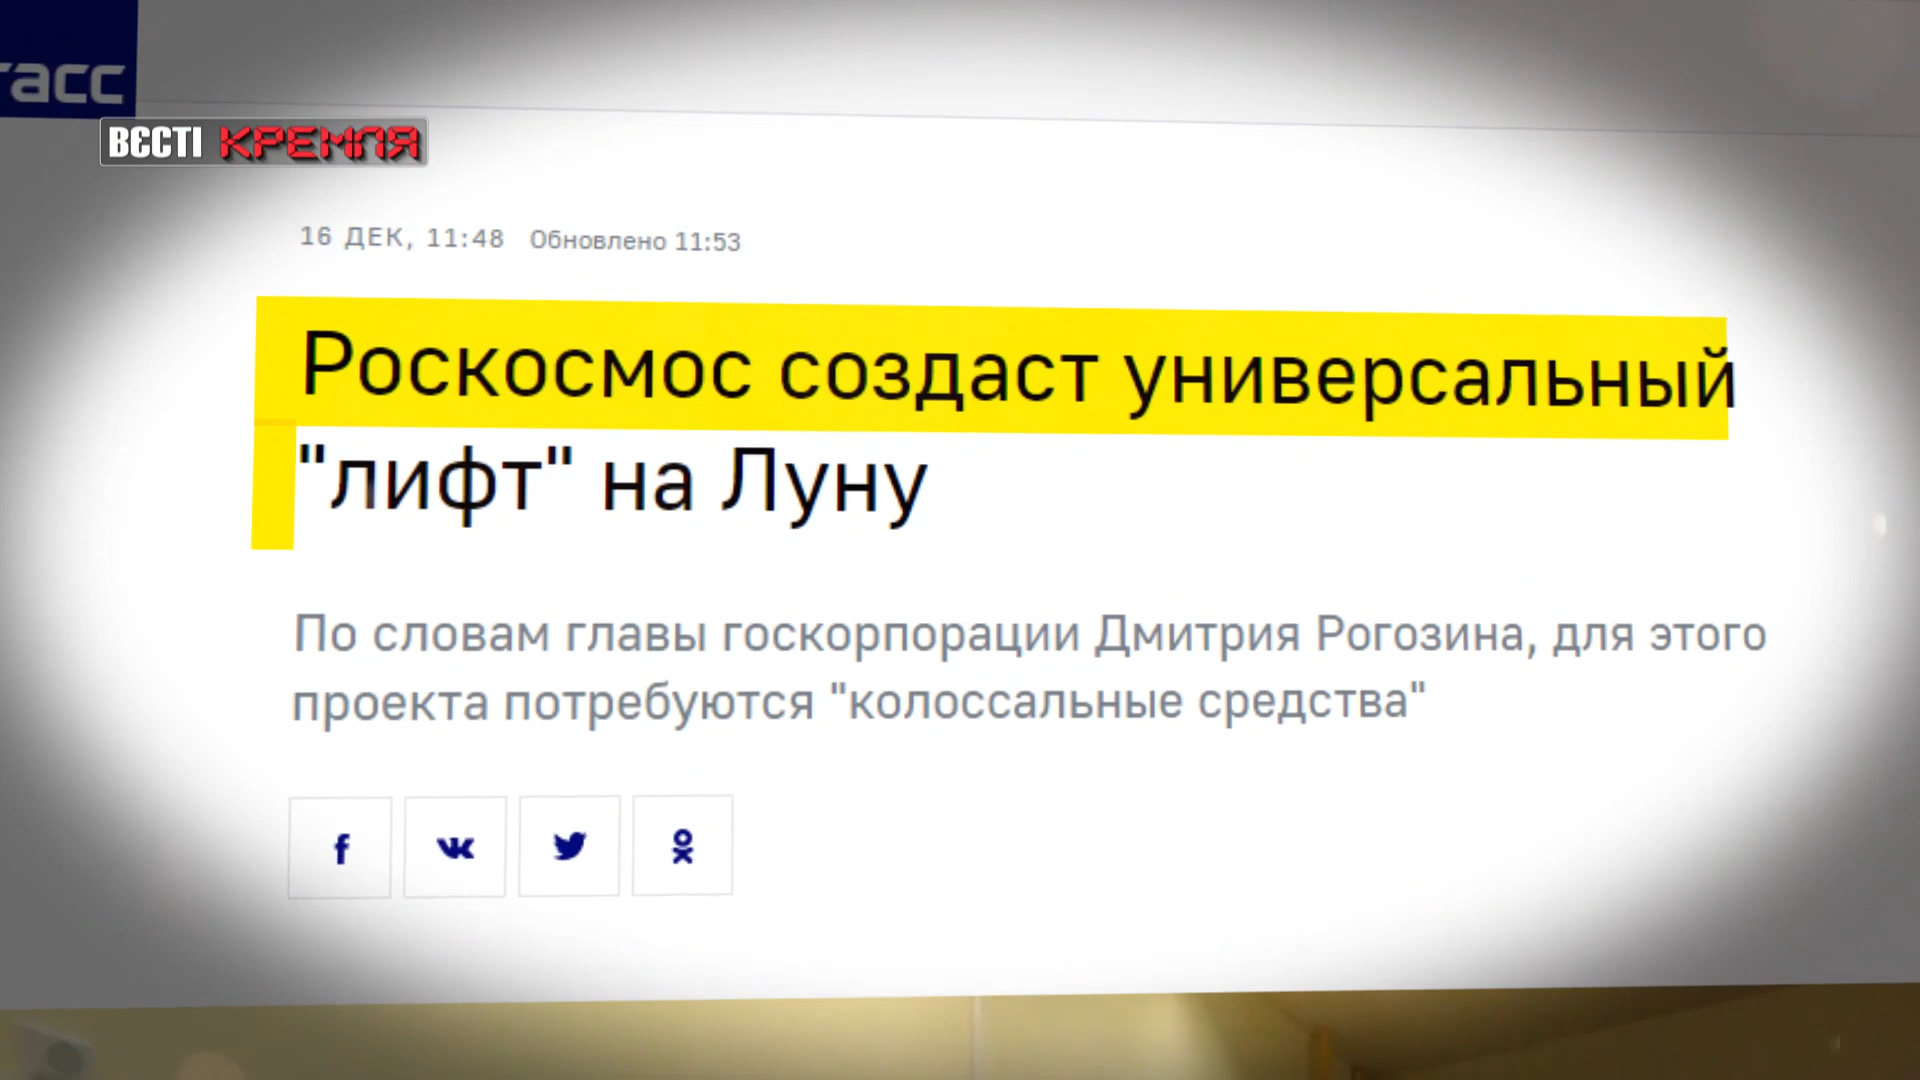 тасс
ВЄСТІ КРЕМЛЯ
16 ДЕК, 11:48 Обновлено 11:53
Роскосмос создаст универсальный
"лифт" на Луну
По словам главы госкорпорации Дмитрия Рогозина, для этого
проекта потребуются "колоссальные средства"